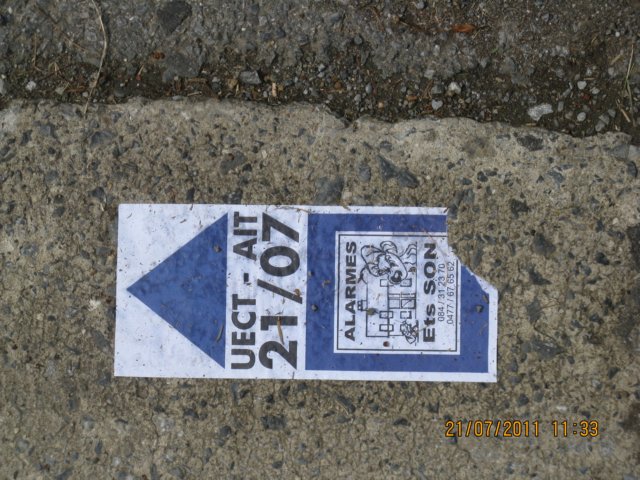 UECT - AIT
21/07
ALARMES
Ets SON
084 / 31 23 70
0477 / 67 65 62
21/07/2011 11:33